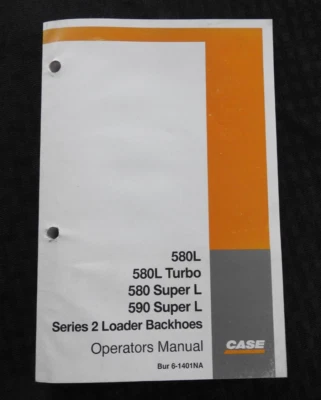 580L
580L Turbo
580 Super L
590 Super L
Series 2 Loader Backhoes
Operators Manual
Bur 6-1401NA
CASE